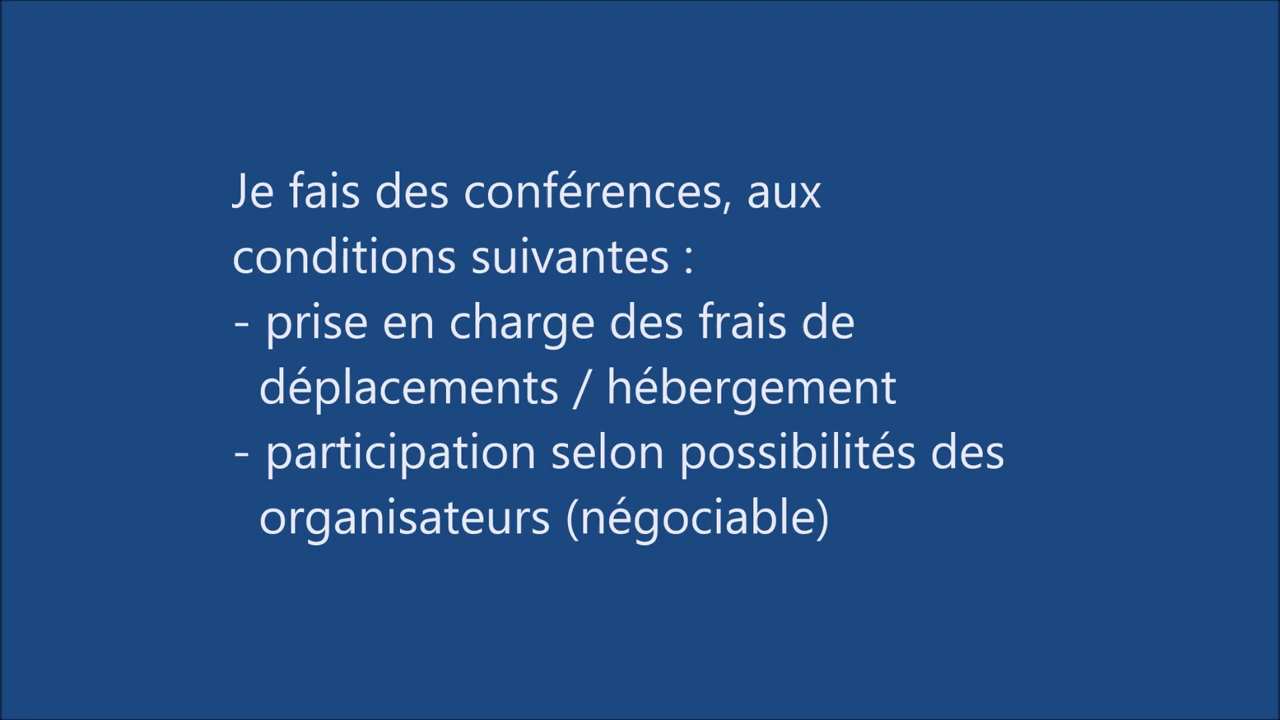 Je fais des conférences, aux
conditions suivantes :
- prise en charge des frais de
déplacements / hébergement
- participation selon possibilités des
organisateurs (négociable)